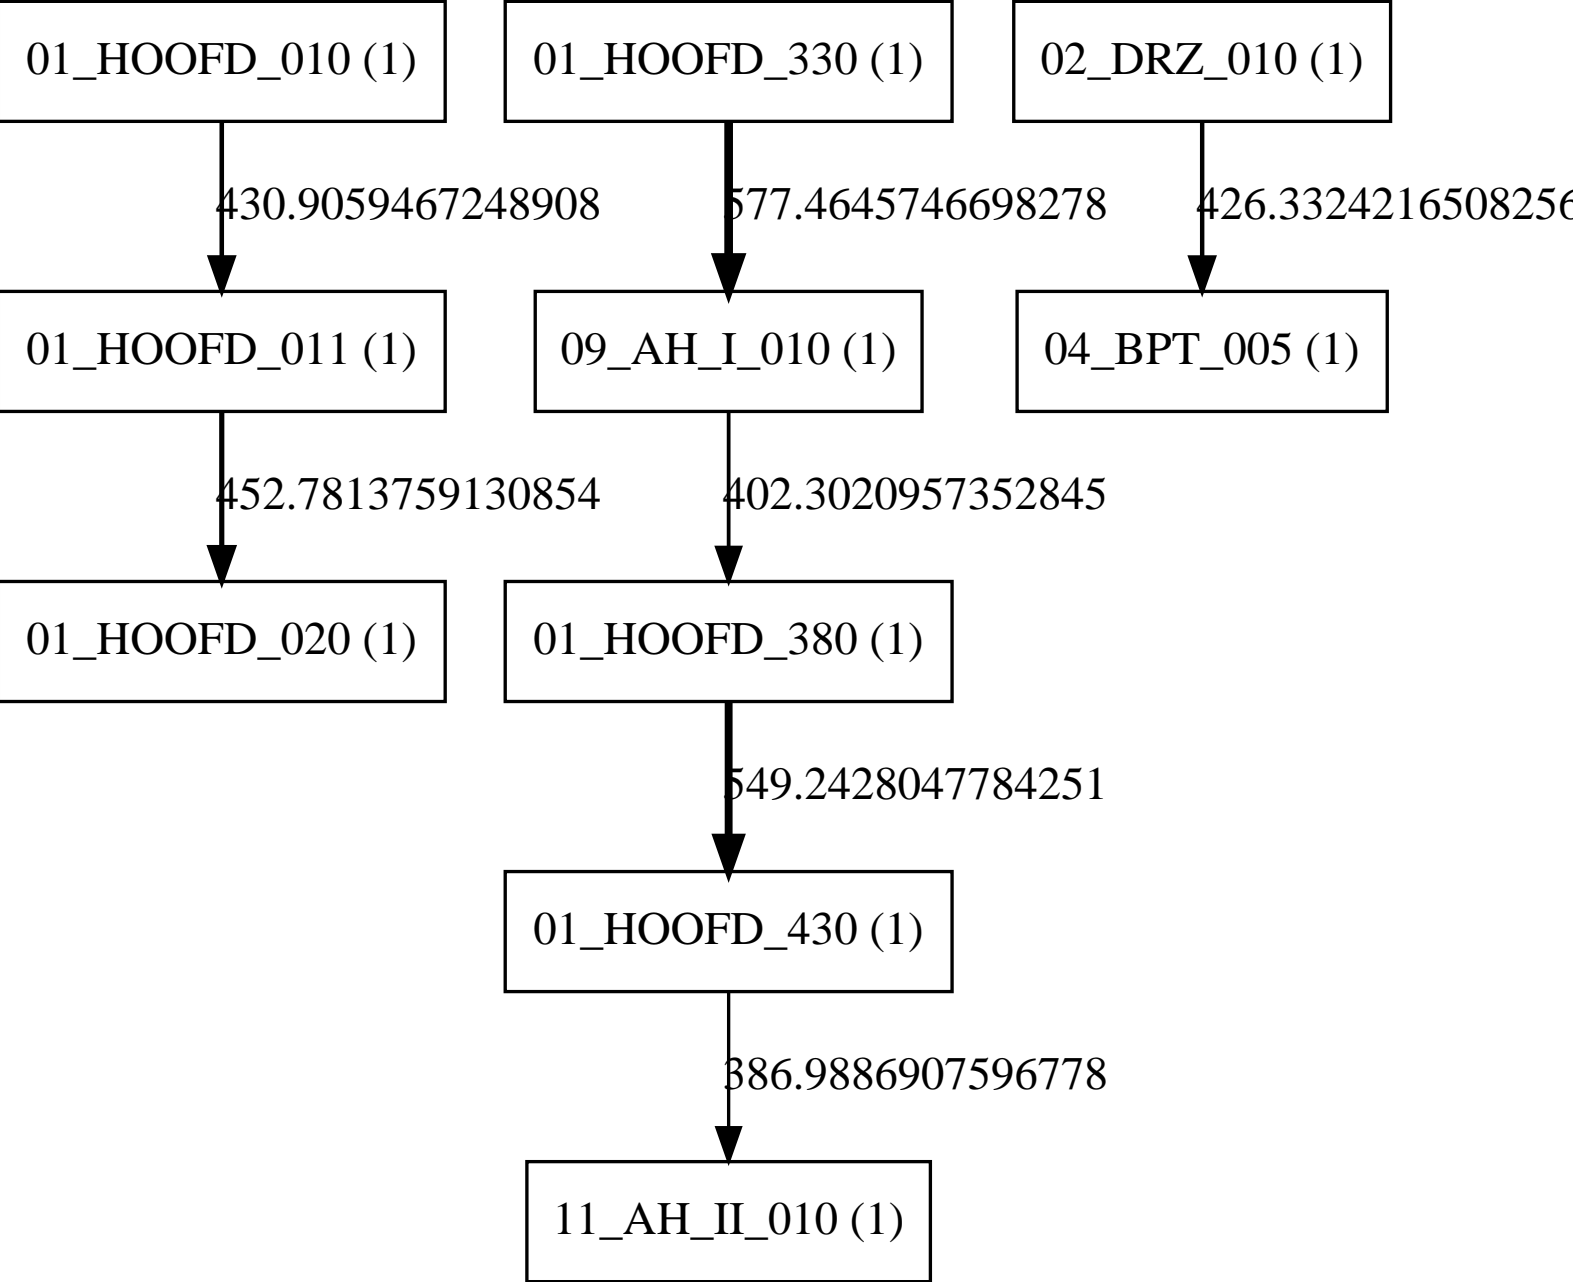 01_HOOFD_010 (1)
01_HOOFD_330 (1)
02_DRZ_010 (1)
430.9059467248908
577.4645746698278
426.3324216508256
01_HOOFD_011 (1)
09_AH_I_010 (1)
04_BPT_005 (1)
452.7813759130854
402.3020957352845
01_HOOFD_020 (1)
01_HOOFD_380 (1)
549.2428047784251
01_HOOFD_430 (1)
386.9886907596778
11_AH_II_010 (1)